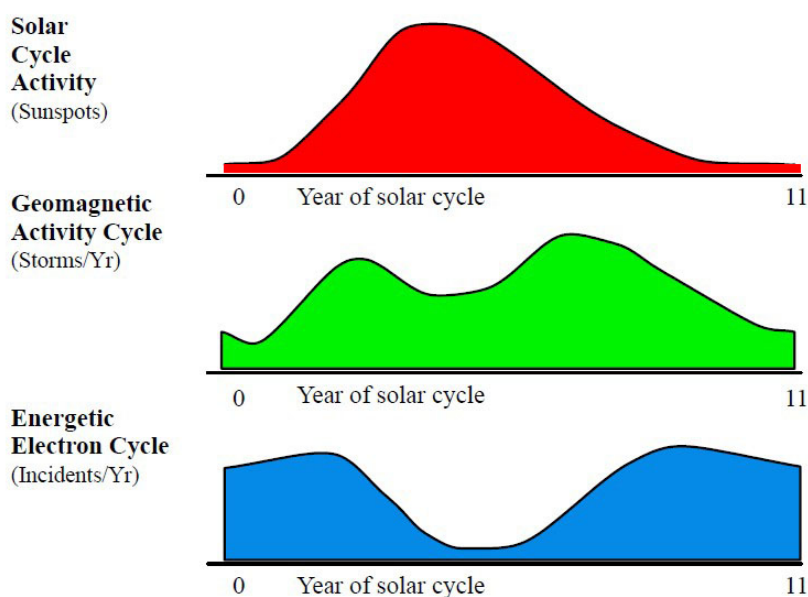 Solar
Cycle
Activity
(Sunspots)
0 Year of solar cycle 11
Geomagnetic
Activity Cycle
(Storms/Yr)
0 Year of solar cycle 11
Energetic
Electron Cycle
(Incidents/Yr)
0 Year of solar cycle 11